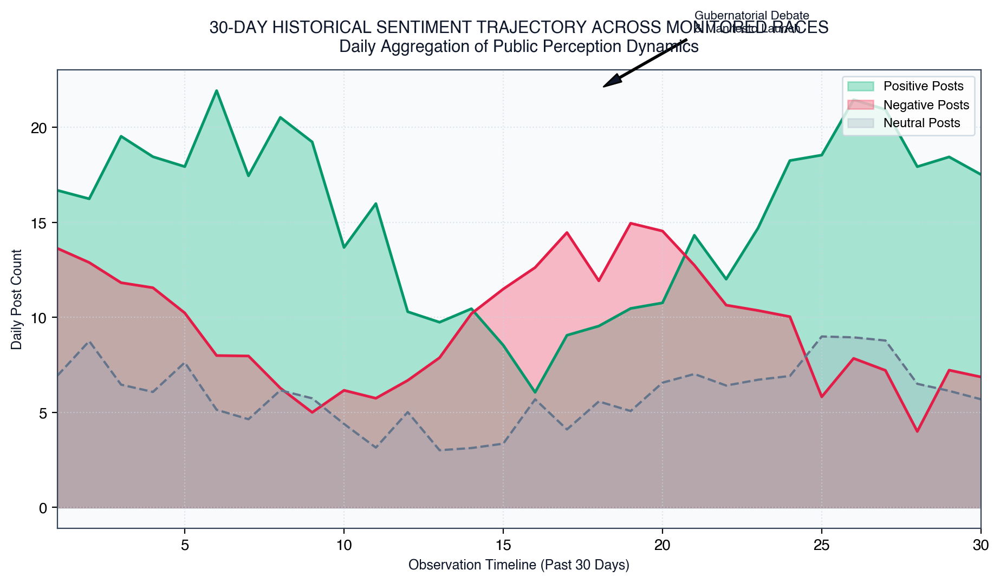 Gubernatorial Debate
& Manifesto Launch
30-DAY HISTORICAL SENTIMENT TRAJECTORY ACROSS MONITORED RACES
Daily Aggregation of Public Perception Dynamics
Positive Posts
Negative Posts
Neutral Posts
Daily Post Count
20
15
10
5
0
5
10
15
20
25
30
Observation Timeline (Past 30 Days)